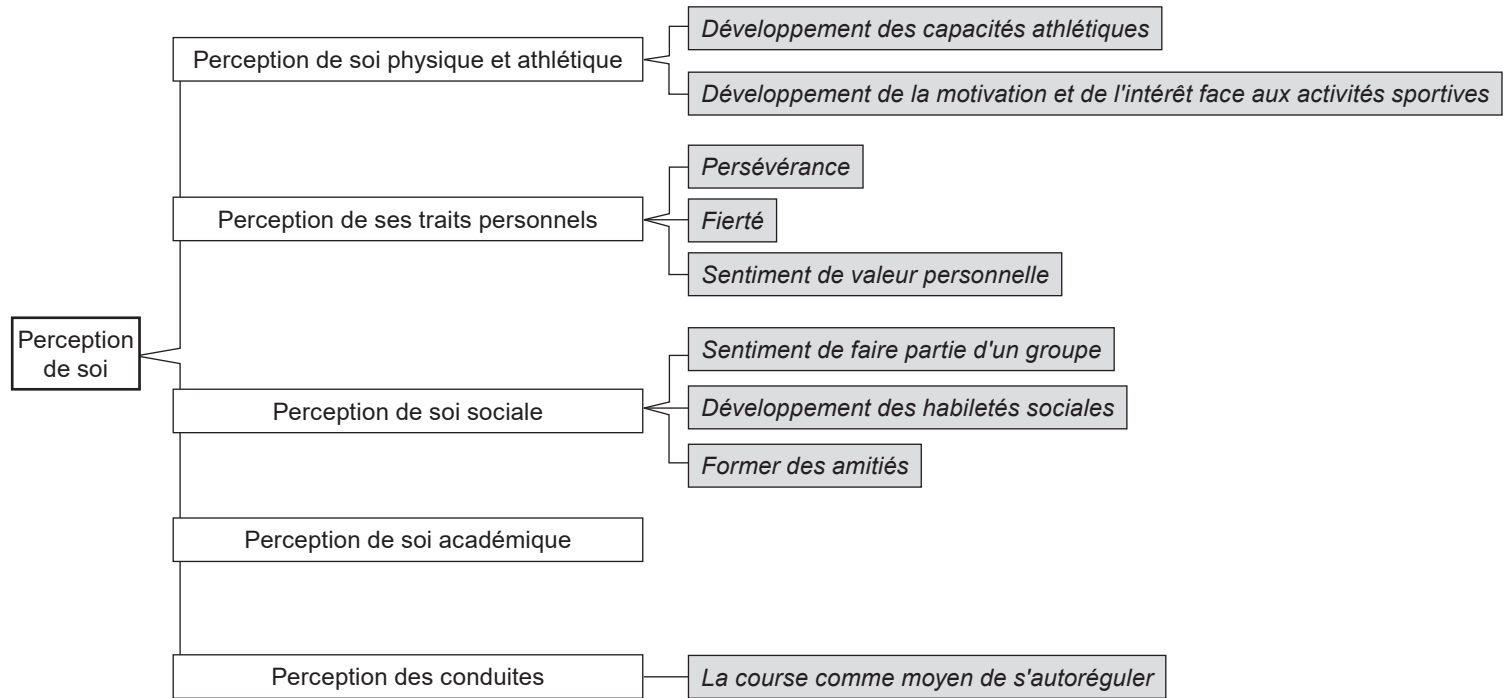 Perception
de soi
Perception de soi physique et athlétique
Développement des capacités athlétiques
Développement de la motivation et de l'intérêt face aux activités sportives
Perception de ses traits personnels
Persévérance
Fierté
Sentiment de valeur personnelle
Perception de soi sociale
Sentiment de faire partie d'un groupe
Développement des habiletés sociales
Former des amitiés
Perception de soi académique
Perception des conduites
La course comme moyen de s'autoréguler